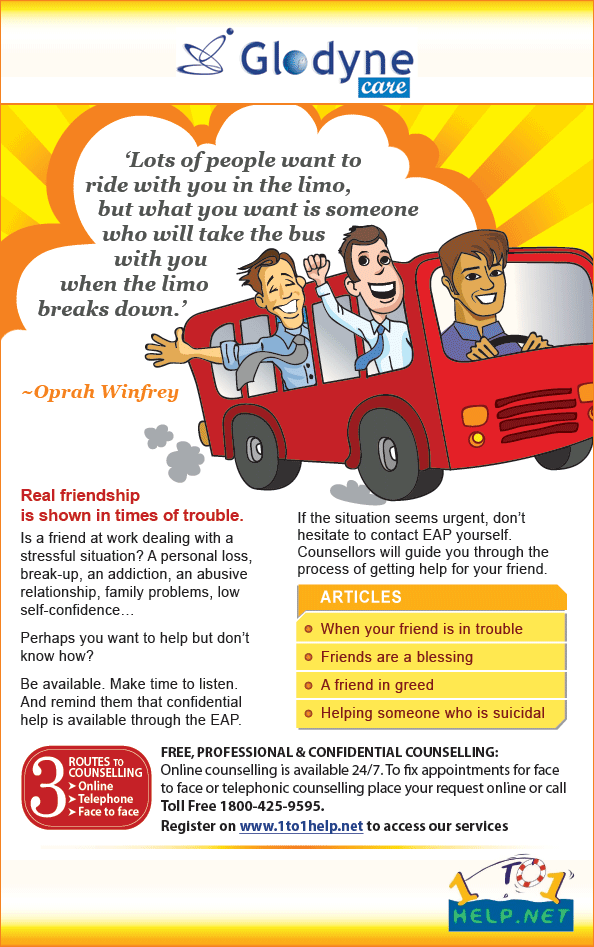 Glodyne
care
‘Lots of people want to
ride with you in the limo,
but what you want is someone
who will take the bus
with you
when the limo
breaks down.’
~Oprah Winfrey
Real friendship
is shown in times of trouble.
Is a friend at work dealing with a
stressful situation? A personal loss,
break-up, an addiction, an abusive
relationship, family problems, low
self-confidence…
Perhaps you want to help but don’t
know how?
Be available. Make time to listen.
And remind them that confidential
help is available through the EAP.
If the situation seems urgent, don’t
hesitate to contact EAP yourself.
Counsellors will guide you through the
process of getting help for your friend.
ARTICLES
When your friend is in trouble
Friends are a blessing
A friend in greed
Helping someone who is suicidal
3 ROUTES TO
COUNSELLING
➤ Online
➤ Telephone
➤ Face to face
FREE, PROFESSIONAL & CONFIDENTIAL COUNSELLING:
Online counselling is available 24/7. To fix appointments for face
to face or telephonic counselling place your request online or call
Toll Free 1800-425-9595.
Register on www.1to1help.net to access our services
1 TO 1
HELP.NET